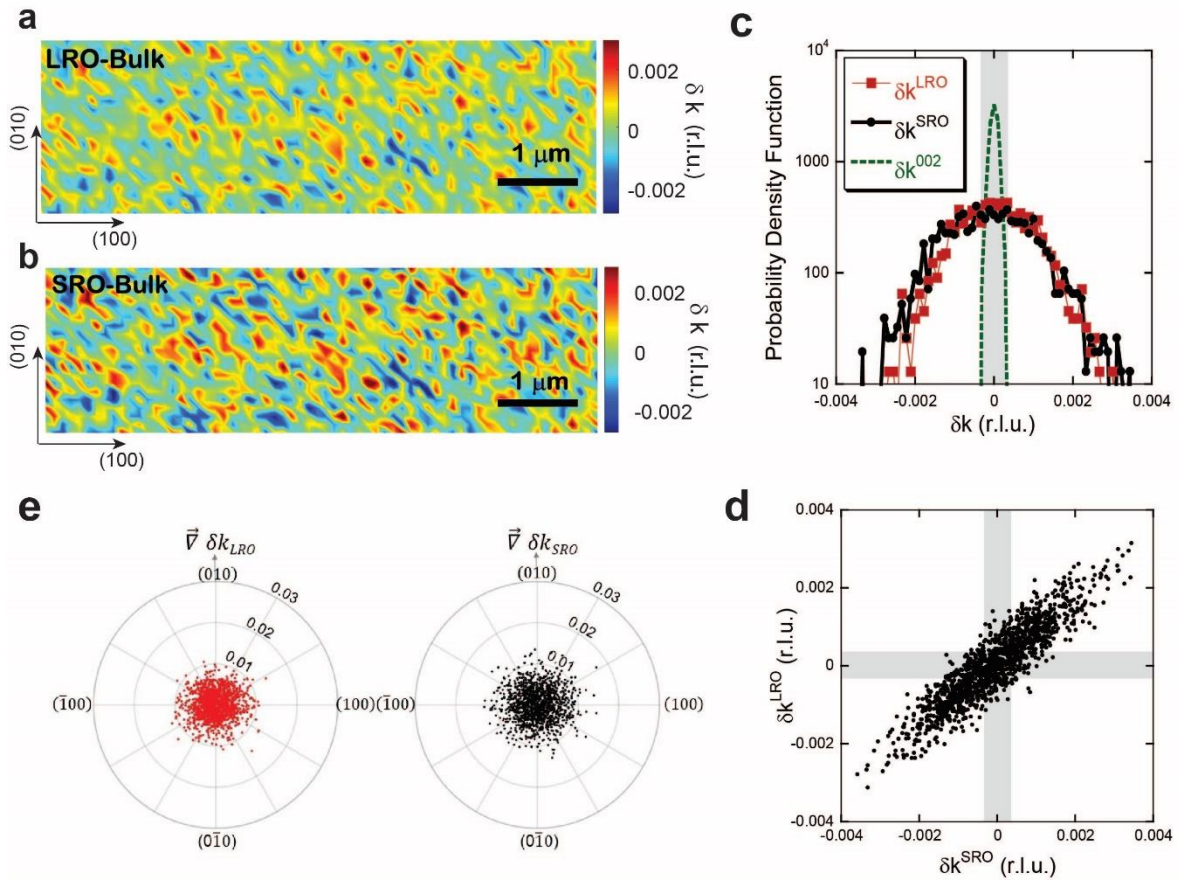 a
LRO-Bulk
(010)
(100)
1 μm
0.002
0
-0.002
δ k (r.l.u.)
b
SRO-Bulk
(010)
(100)
1 μm
0.002
0
-0.002
δ k (r.l.u.)
c
Probability Density Function
10⁴
1000
100
10
δk^LRO
δk^SRO
δk^002
-0.004 -0.002 0 0.002 0.004
δk (r.l.u.)
e
∇⃗ δk_LRO
(010)
0.03
0.02
0.01
(1̄00)
(100)
(01̄0)
∇⃗ δk_SRO
(010)
0.03
0.02
0.01
(1̄00)
(100)
(01̄0)
d
δk^LRO (r.l.u.)
0.004
0.002
0
-0.002
-0.004
-0.004 -0.002 0 0.002 0.004
δk^SRO (r.l.u.)